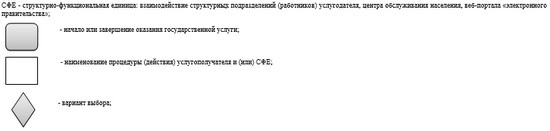 СФЕ - структурно-функциональная единица: взаимодействие структурных подразделений (работников) услугодателя, центра обслуживания населения, веб-портала «электронного
правительства»;
- начало или завершение оказания государственной услуги;
- наименование процедуры (действия) услугополучателя и (или) СФЕ;
- вариант выбора;